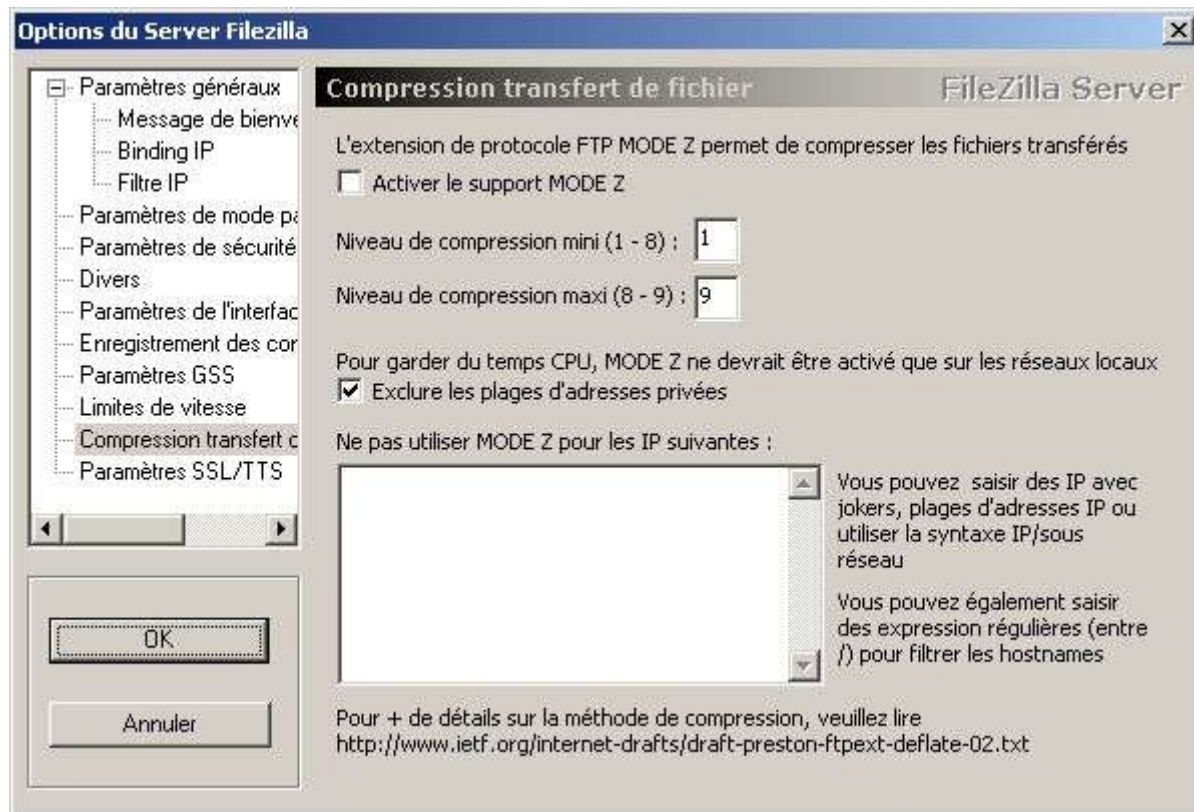 Options du Server Filezilla
Paramètres généraux
Message de bienve
Binding IP
Filtre IP
Paramètres de mode pa
Paramètres de sécurité
Divers
Paramètres de l'interfac
Enregistrement des cor
Paramètres GSS
Limites de vitesse
Compression transfert c
Paramètres SSL/TTS
OK
Annuler
Compression transfert de fichier
FileZilla Server
L'extension de protocole FTP MODE Z permet de compresser les fichiers transférés
Activer le support MODE Z
Niveau de compression mini (1 - 8) : 1
Niveau de compression maxi (8 - 9) : 9
Pour garder du temps CPU, MODE Z ne devrait être activé que sur les réseaux locaux
Exclure les plages d'adresses privées
Ne pas utiliser MODE Z pour les IP suivantes :
Vous pouvez saisir des IP avec
jokers, plages d'adresses IP ou
utiliser la syntaxe IP/sous
réseau
Vous pouvez également saisir
des expression régulières (entre
/) pour filtrer les hostnames
Pour + de détails sur la méthode de compression, veuillez lire
http://www.ietf.org/internet-drafts/draft-preston-ftpext-deflate-02.txt